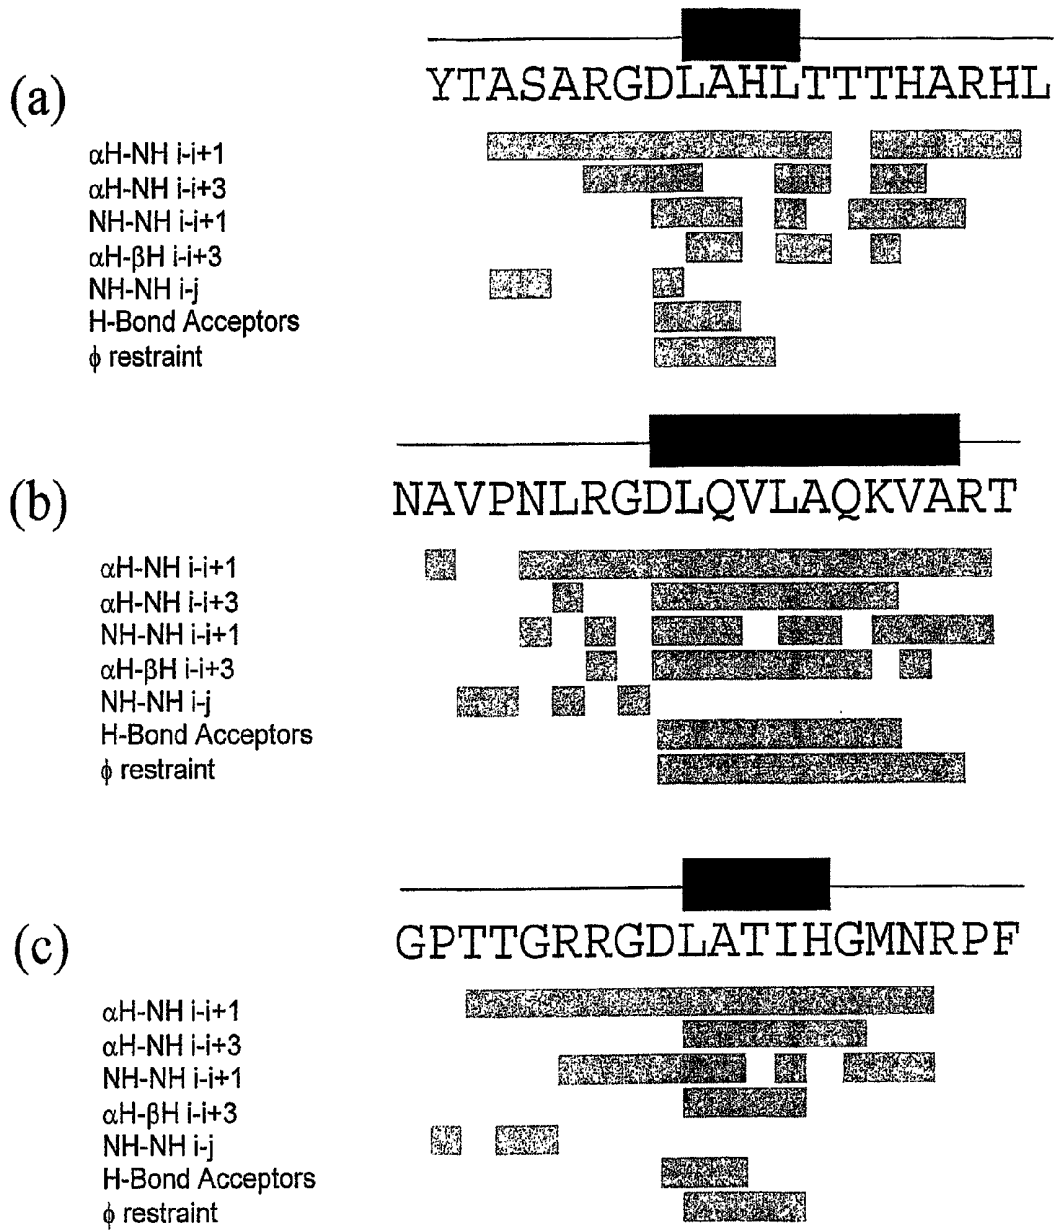 (a)
YTASARGDLAHLTTTHARHL
αH-NH i-i+1
αH-NH i-i+3
NH-NH i-i+1
αH-βH i-i+3
NH-NH i-j
H-Bond Acceptors
ϕ restraint
(b)
NAVPNLRGDLQVLAQKVART
αH-NH i-i+1
αH-NH i-i+3
NH-NH i-i+1
αH-βH i-i+3
NH-NH i-j
H-Bond Acceptors
ϕ restraint
(c)
GPTTGRRGDLATIHGMNRPF
αH-NH i-i+1
αH-NH i-i+3
NH-NH i-i+1
αH-βH i-i+3
NH-NH i-j
H-Bond Acceptors
ϕ restraint